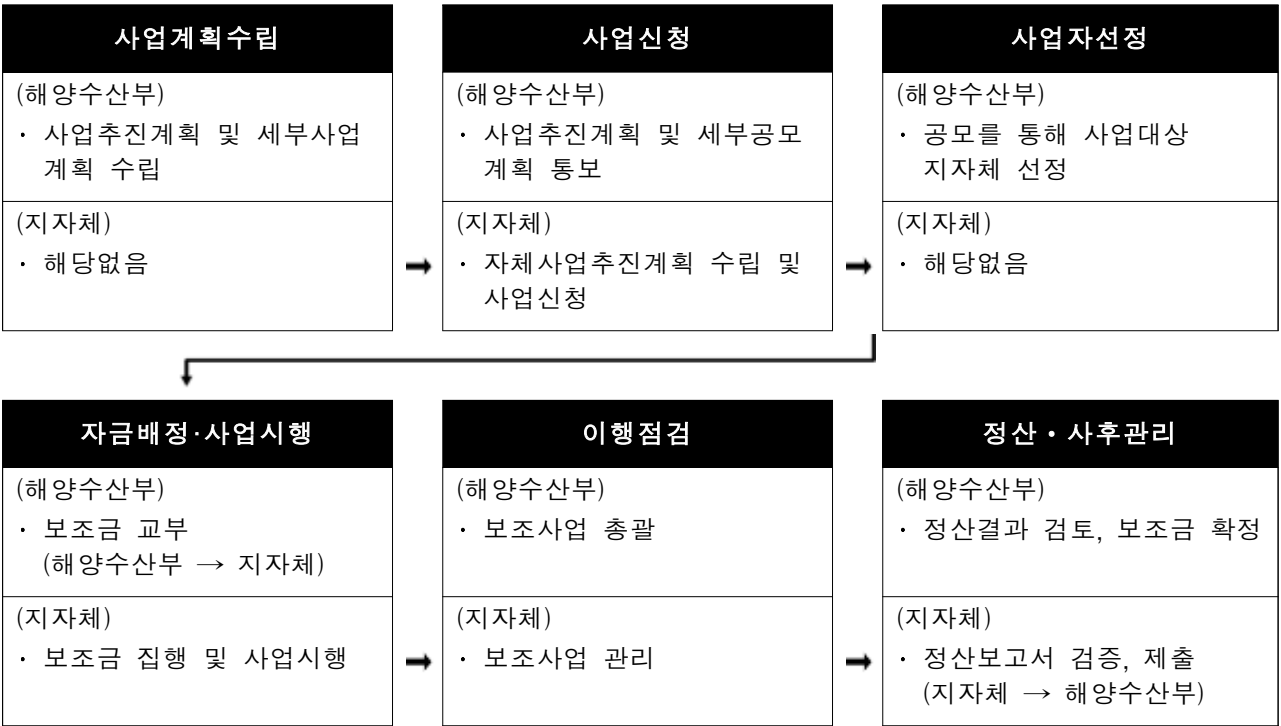 사업계획수립
(해양수산부)
· 사업추진계획 및 세부사업
계획 수립
(지자체)
· 해당없음
사업신청
(해양수산부)
· 사업추진계획 및 세부공모
계획 통보
(지자체)
· 자체사업추진계획 수립 및
사업신청
사업자선정
(해양수산부)
· 공모를 통해 사업대상
지자체 선정
(지자체)
· 해당없음
자금배정·사업시행
(해양수산부)
· 보조금 교부
(해양수산부 → 지자체)
(지자체)
· 보조금 집행 및 사업시행
이행점검
(해양수산부)
· 보조사업 총괄
(지자체)
· 보조사업 관리
정산·사후관리
(해양수산부)
· 정산결과 검토, 보조금 확정
(지자체)
· 정산보고서 검증, 제출
(지자체 → 해양수산부)